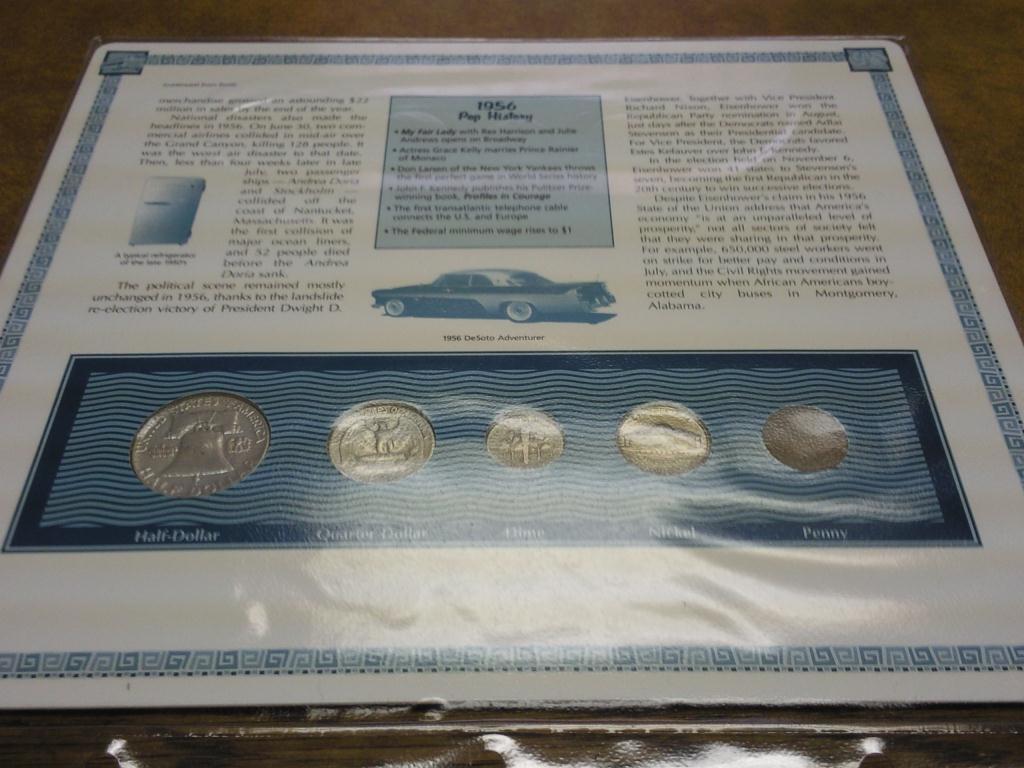 (continued from front)
merchandise grossed an astounding $22
million in sales by the end of the year.
National disasters also made the
headlines in 1956. On June 30, two com-
mercial airlines collided in mid-air over
the Grand Canyon, killing 128 people. It
was the worst air disaster to that date.
Then, less than four weeks later in late
July, two passenger
ships — Andrea Doria
and Stockholm —
collided off the
coast of Nantucket,
Massachusetts. It was
the first collision of
major ocean liners,
and 52 people died
before the Andrea
Doria sank.
A typical refrigerator
of the late 1950's
The political scene remained mostly
unchanged in 1956, thanks to the landslide
re-election victory of President Dwight D.
1956
Pop History
• My Fair Lady with Rex Harrison and Julie
Andrews opens on Broadway
• Actress Grace Kelly marries Prince Rainier
of Monaco
• Don Larsen of the New York Yankees throws
the first perfect game in World Series history
• John F. Kennedy publishes his Pulitzer Prize-
winning book, Profiles in Courage
• The first transatlantic telephone cable
connects the U.S. and Europe
• The Federal minimum wage rises to $1
1956 DeSoto Adventurer
Eisenhower. Together with Vice President
Richard Nixon, Eisenhower won the
Republican Party nomination in August,
just days after the Democrats named Adlai
Stevenson as their Presidential candidate.
For Vice President, the Democrats favored
Estes Kefauver over John F. Kennedy.
In the election held on November 6,
Eisenhower won 41 states to Stevenson's
seven, becoming the first Republican in the
20th century to win successive elections.
Despite Eisenhower's claim in his 1956
State of the Union address that America's
economy "is at an unparalleled level of
prosperity," not all sectors of society felt
that they were sharing in that prosperity.
For example, 650,000 steel workers went
on strike for better pay and conditions in
July, and the Civil Rights movement gained
momentum when African Americans boy-
cotted city buses in Montgomery,
Alabama.
UNITED STATES OF AMERICA
HALF DOLLAR
Half-Dollar
Quarter-Dollar
Dime
Nickel
Penny